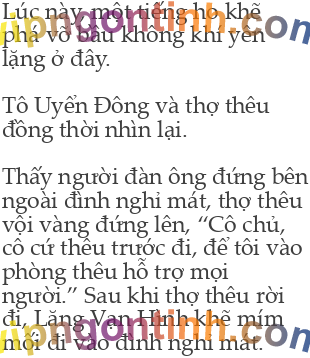 Lúc này, một tiếng ho khẽ
phá vỡ bầu không khí yên
lặng ở đây.
Tô Uyển Đông và thợ thêu
đồng thời nhìn lại.
Thấy người đàn ông đứng bên
ngoài đình nghỉ mát, thợ thêu
vội vàng đứng lên, “Cô chủ,
cô cứ thêu trước đi, để tôi vào
phòng thêu hỗ trợ mọi
người.” Sau khi thợ thêu rời
đi, Lăng Vạn Hình khẽ mím
môi đi vào đình nghỉ mát.